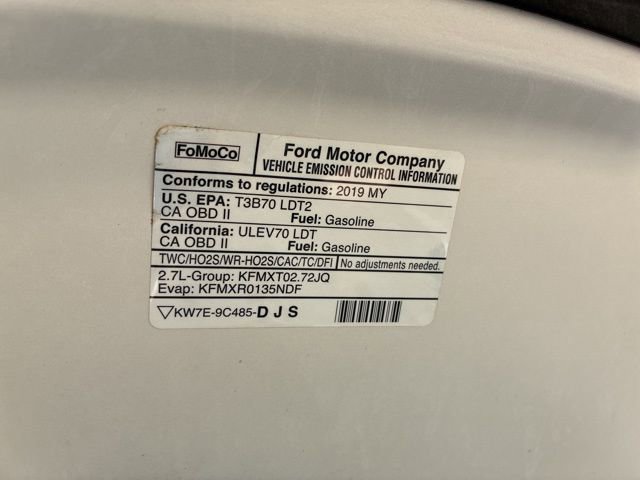 FoMoCo
Ford Motor Company
VEHICLE EMISSION CONTROL INFORMATION
Conforms to regulations: 2019 MY
U.S. EPA: T3B70 LDT2
CA OBD II Fuel: Gasoline
California: ULEV70 LDT
CA OBD II Fuel: Gasoline
TWC/HO2S/WR-HO2S/CAC/TC/DFI No adjustments needed.
2.7L-Group: KFMXT02.72JQ
Evap: KFMXR0135NDF
KW7E-9C485-D J S